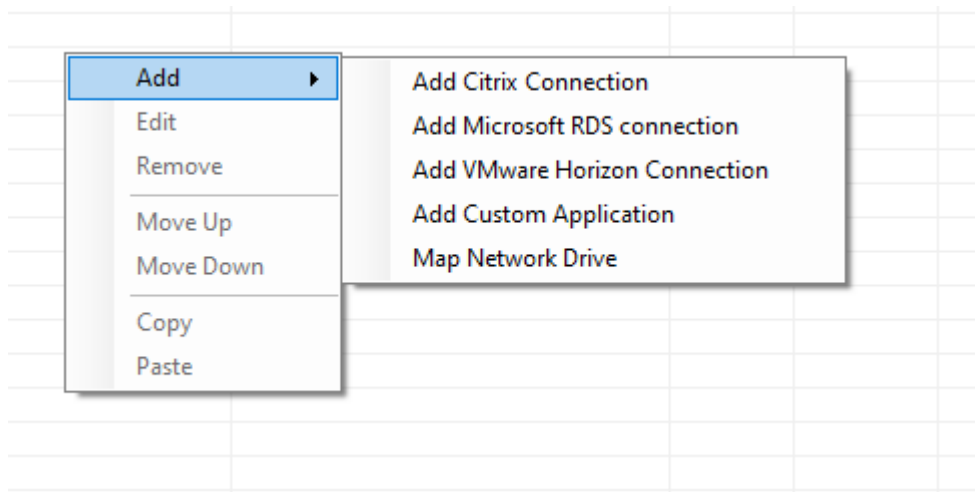 Add
Edit
Remove
Move Up
Move Down
Copy
Paste
Add Citrix Connection
Add Microsoft RDS connection
Add VMware Horizon Connection
Add Custom Application
Map Network Drive